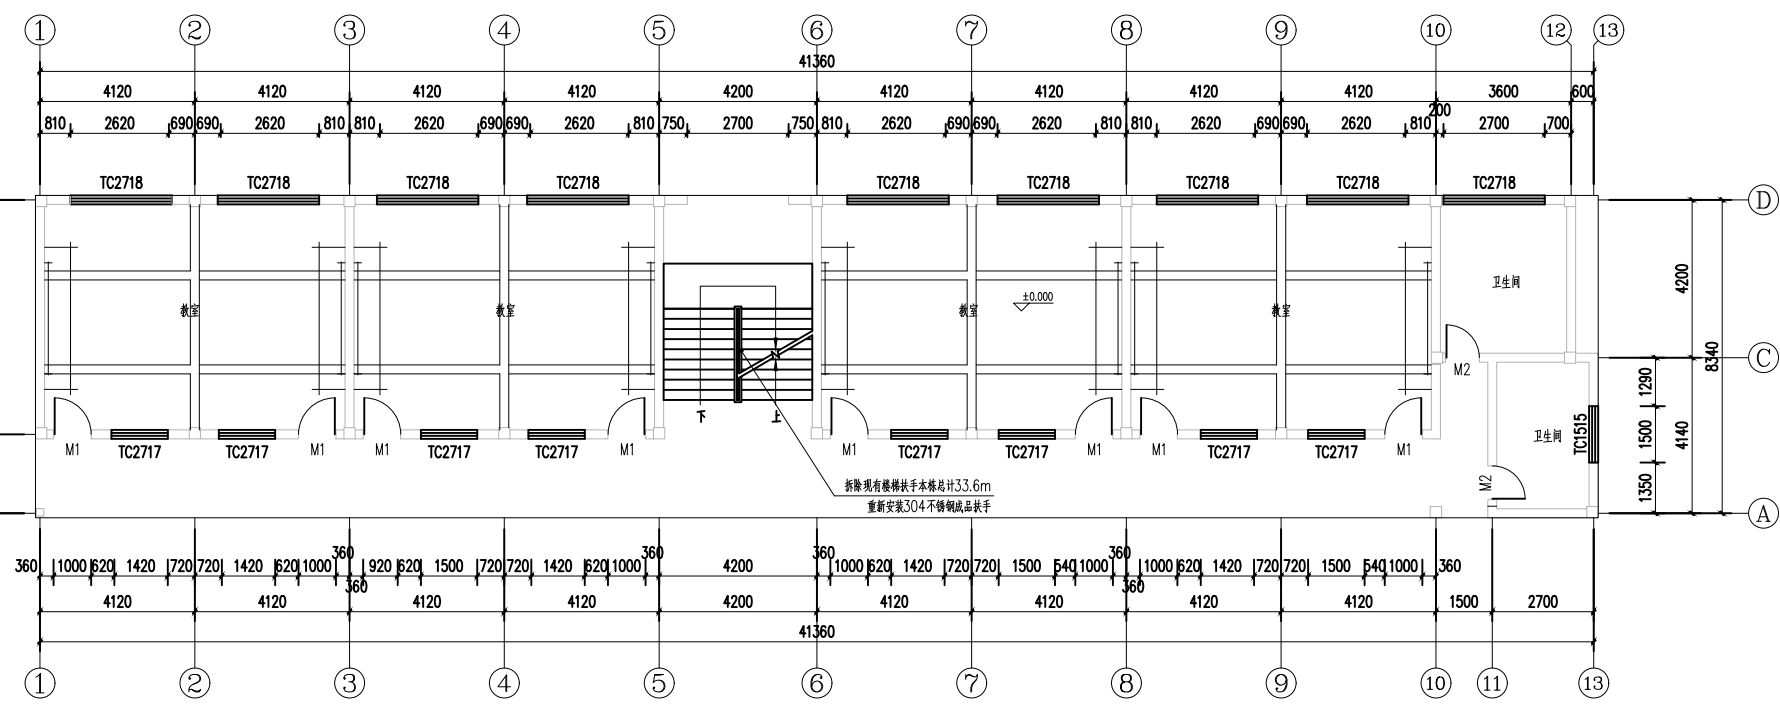 1 2 3 4 5 6 7 8 9 10 12 13
41360
4120 4120 4120 4120 4200 4120 4120 4120 4120 3600 600
200
810 2620 690 690 2620 810 810 2620 690 690 2620 810 750 2700 750 810 2620 690 690 2620 810 810 2620 690 690 2620 810 2700 700
TC2718 TC2718 TC2718 TC2718 TC2718 TC2718 TC2718 TC2718 TC2718
D
4200
卫生间
±0.000
教室 教室 教室 教室
8340
C
M2
1290
下 上
TC1515
1500
4140
卫生间
M1 TC2717 TC2717 M1 M1 TC2717 TC2717 M1 M1 TC2717 TC2717 M1 M1 TC2717 TC2717 M1
M2
1350
拆除现有楼梯扶手本栋总计33.6m
重新安装304不锈钢成品扶手
A
360 360 360 360
360 1000 620 1420 720 720 1420 620 1000 920 620 1500 720 720 1420 620 1000 4200 1000 620 1420 720 720 1500 540 1000 1000 620 1420 720 720 1500 540 1000 360
360 360
4120 4120 4120 4120 4200 4120 4120 4120 4120 1500 2700
41360
1 2 3 4 5 6 7 8 9 10 11 13